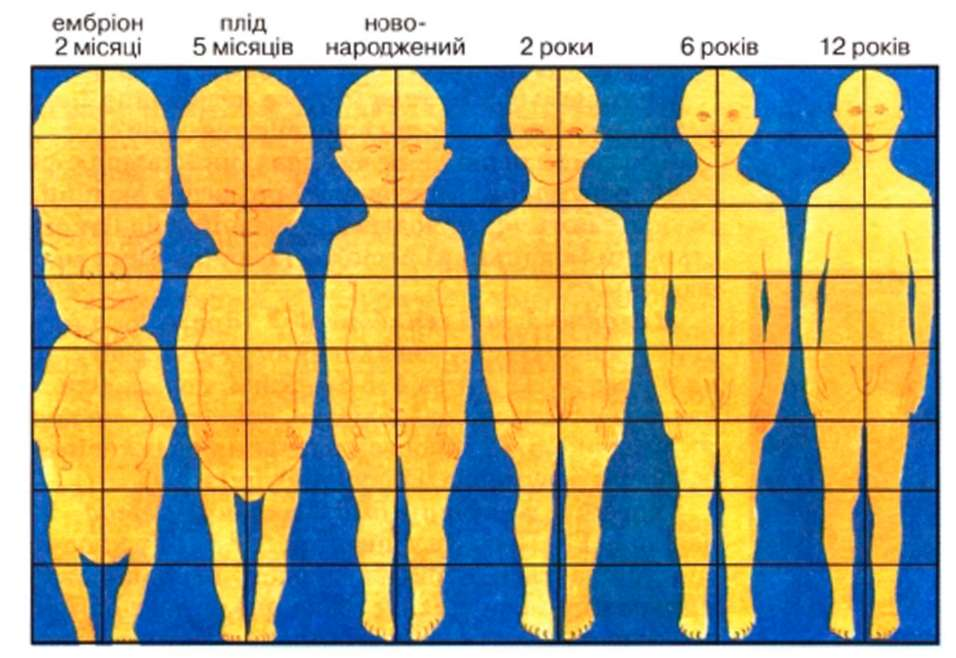 ембріон
2 місяці
плід
5 місяців
ново-
народжений
2 роки
6 років
12 років